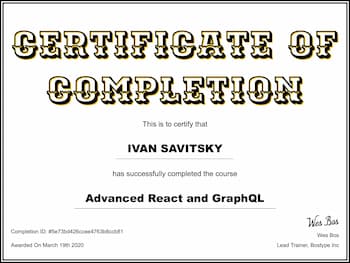 CERTIFICATE OF
COMPLETION
This is to certify that
IVAN SAVITSKY
has successfully completed the course
Advanced React and GraphQL
Wes Bos
Completion ID: #5e73bd426ccee4763b8ccb81
Wes Bos
Awarded On March 19th 2020
Lead Trainer, Bostype Inc.